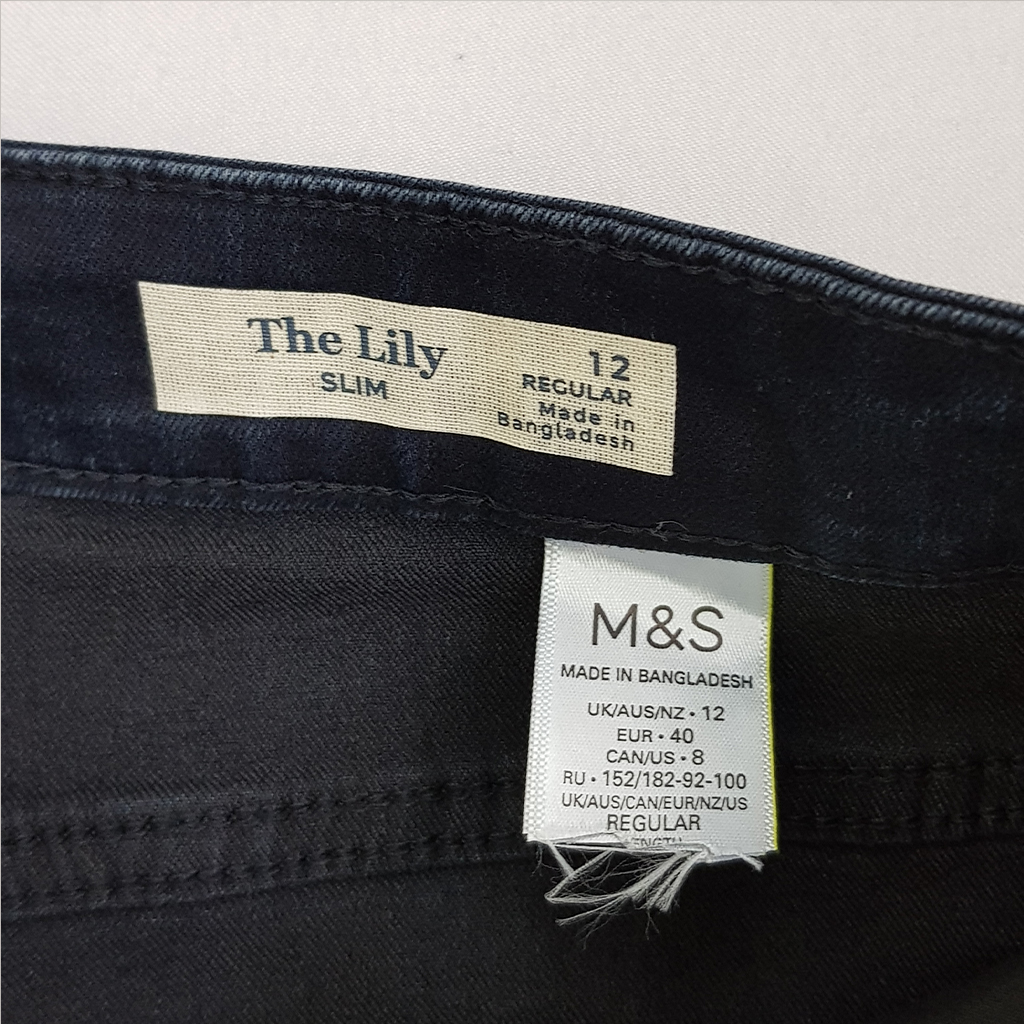 The Lily
SLIM
12
REGULAR
Made in
Bangladesh
M&S
MADE IN BANGLADESH
UK/AUS/NZ • 12
EUR • 40
CAN/US • 8
RU • 152/182-92-100
UK/AUS/CAN/EUR/NZ/US
REGULAR
LENGTH